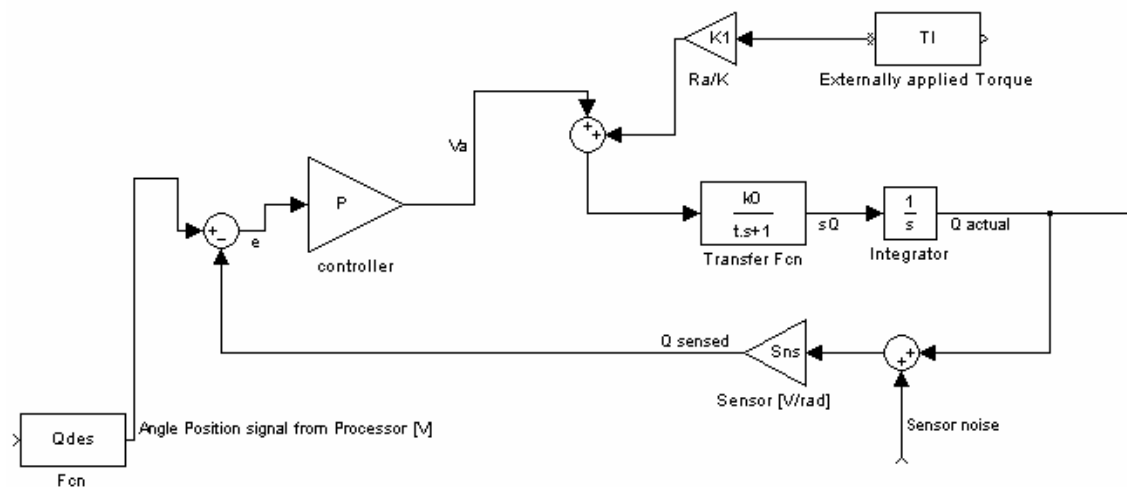 K1
Ra/K
Tl
Externally applied Torque
Va
P
controller
e
k0
t.s+1
Transfer Fcn
sQ
1
s
Integrator
Q actual
Q sensed
Sns
Sensor [V/rad]
Sensor noise
Qdes
Fcn
Angle Position signal from Processor [V]
+
−
+
+
+
+